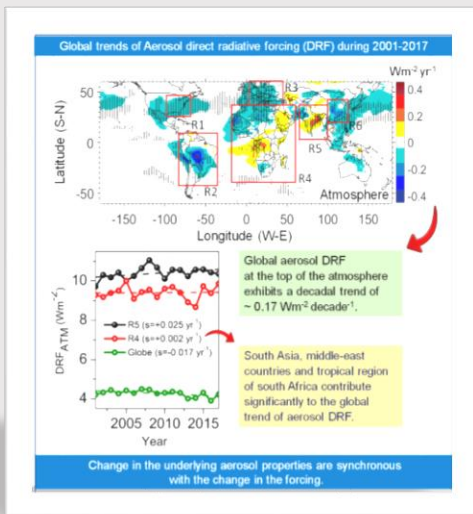 Global trends of Aerosol direct radiative forcing (DRF) during 2001-2017
Wm⁻² yr⁻¹
Latitude (S-N)
50
0
-50
R1
R2
R3
R4
R5
R6
Atmosphere
0.4
0.2
0.0
-0.2
-0.4
-150 -100 -50 0 50 100 150
Longitude (W-E)
Global aerosol DRF
at the top of the atmosphere
exhibits a decadal trend of
~ 0.17 Wm⁻² decade⁻¹.
DRF_ATM (Wm⁻²)
10
8
6
4
R5 (s=+0.025 yr⁻¹)
R4 (s=+0.002 yr⁻¹)
Globe (s=-0.017 yr⁻¹)
2005 2010 2015
Year
South Asia, middle-east
countries and tropical region
of south Africa contribute
significantly to the global
trend of aerosol DRF.
Change in the underlying aerosol properties are synchronous
with the change in the forcing.